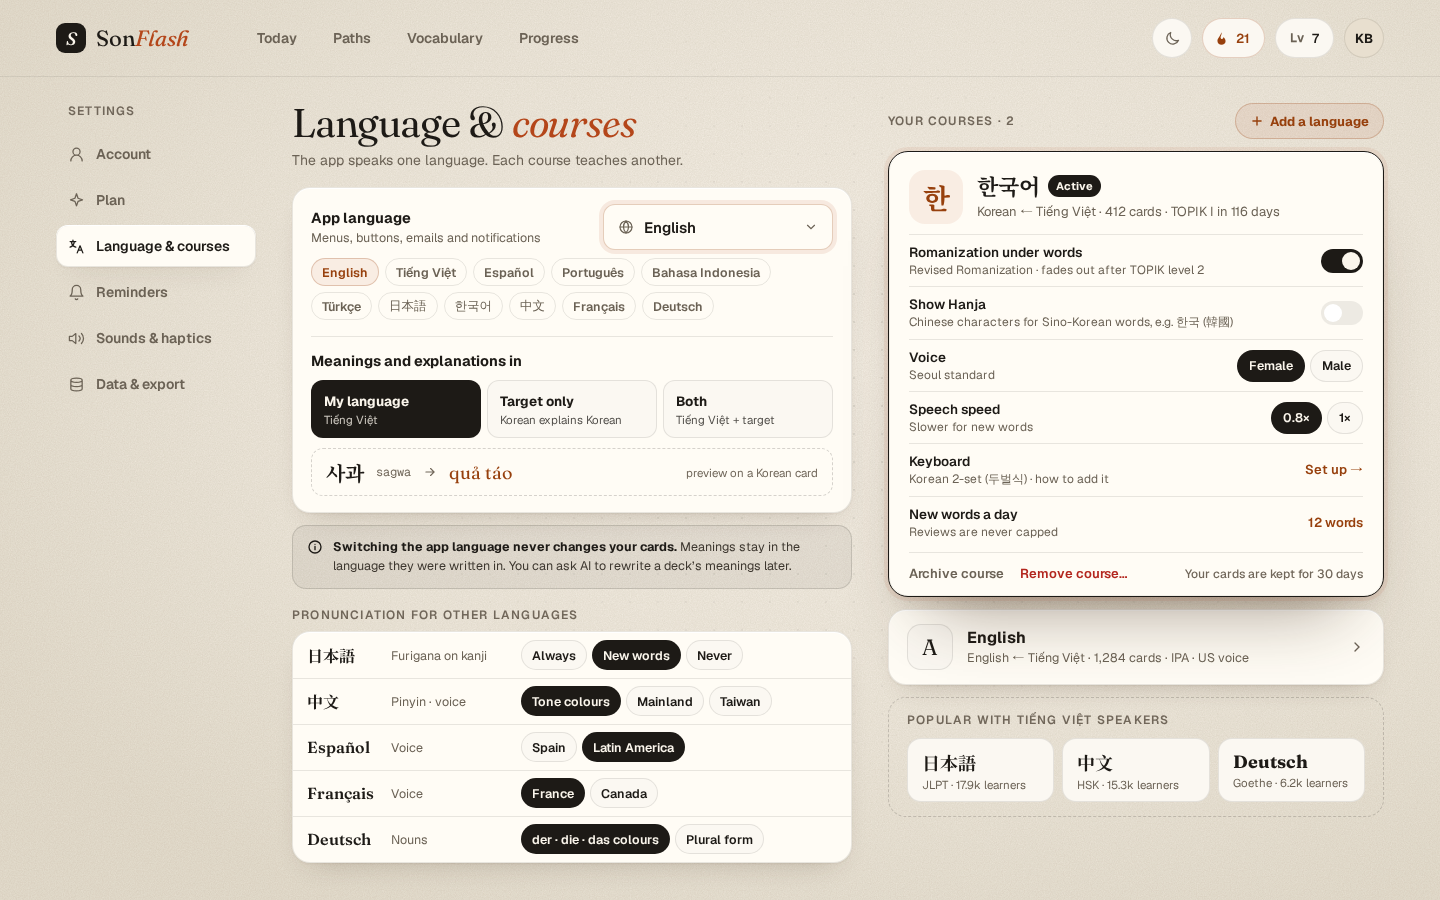 S SonFlash
Today Paths Vocabulary Progress
21
Lv 7
KB
SETTINGS
Account
Plan
Language & courses
Reminders
Sounds & haptics
Data & export
Language & courses
The app speaks one language. Each course teaches another.
App language
Menus, buttons, emails and notifications
English
English Tiếng Việt Español Português Bahasa Indonesia
Türkçe 日本語 한국어 中文 Français Deutsch
Meanings and explanations in
My language
Tiếng Việt
Target only
Korean explains Korean
Both
Tiếng Việt + target
사과 sagwa → quả táo preview on a Korean card
Switching the app language never changes your cards. Meanings stay in the
language they were written in. You can ask AI to rewrite a deck's meanings later.
PRONUNCIATION FOR OTHER LANGUAGES
日本語 Furigana on kanji Always New words Never
中文 Pinyin · voice Tone colours Mainland Taiwan
Español Voice Spain Latin America
Français Voice France Canada
Deutsch Nouns der · die · das colours Plural form
YOUR COURSES · 2
+ Add a language
한 한국어 Active
Korean ← Tiếng Việt · 412 cards · TOPIK I in 116 days
Romanization under words
Revised Romanization · fades out after TOPIK level 2
Show Hanja
Chinese characters for Sino-Korean words, e.g. 한국 (韓國)
Voice
Seoul standard
Female Male
Speech speed
Slower for new words
0.8× 1×
Keyboard
Korean 2-set (두벌식) · how to add it
Set up →
New words a day
Reviews are never capped
12 words
Archive course Remove course… Your cards are kept for 30 days
A English
English ← Tiếng Việt · 1,284 cards · IPA · US voice
POPULAR WITH TIẾNG VIỆT SPEAKERS
日本語
JLPT · 17.9k learners
中文
HSK · 15.3k learners
Deutsch
Goethe · 6.2k learners